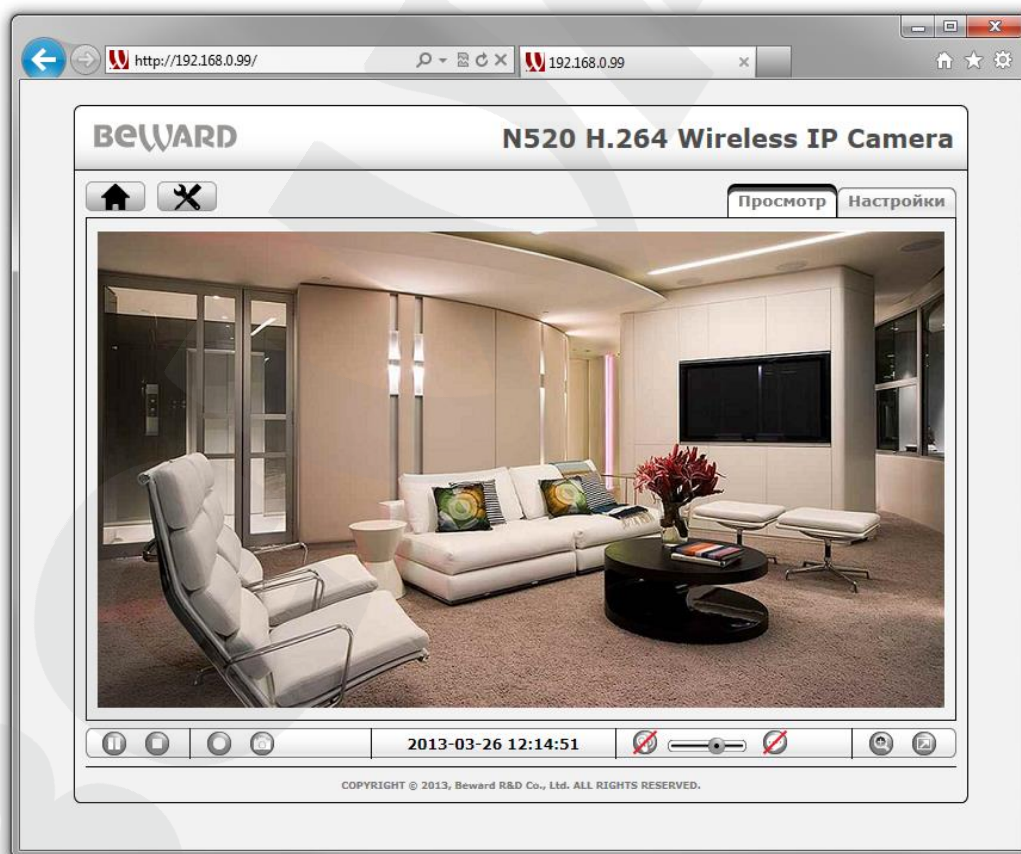 http://192.168.0.99/
192.168.0.99
BEWARD
N520 H.264 Wireless IP Camera
Просмотр
Настройки
2013-03-26 12:14:51
COPYRIGHT © 2013, Beward R&D Co., Ltd. ALL RIGHTS RESERVED.